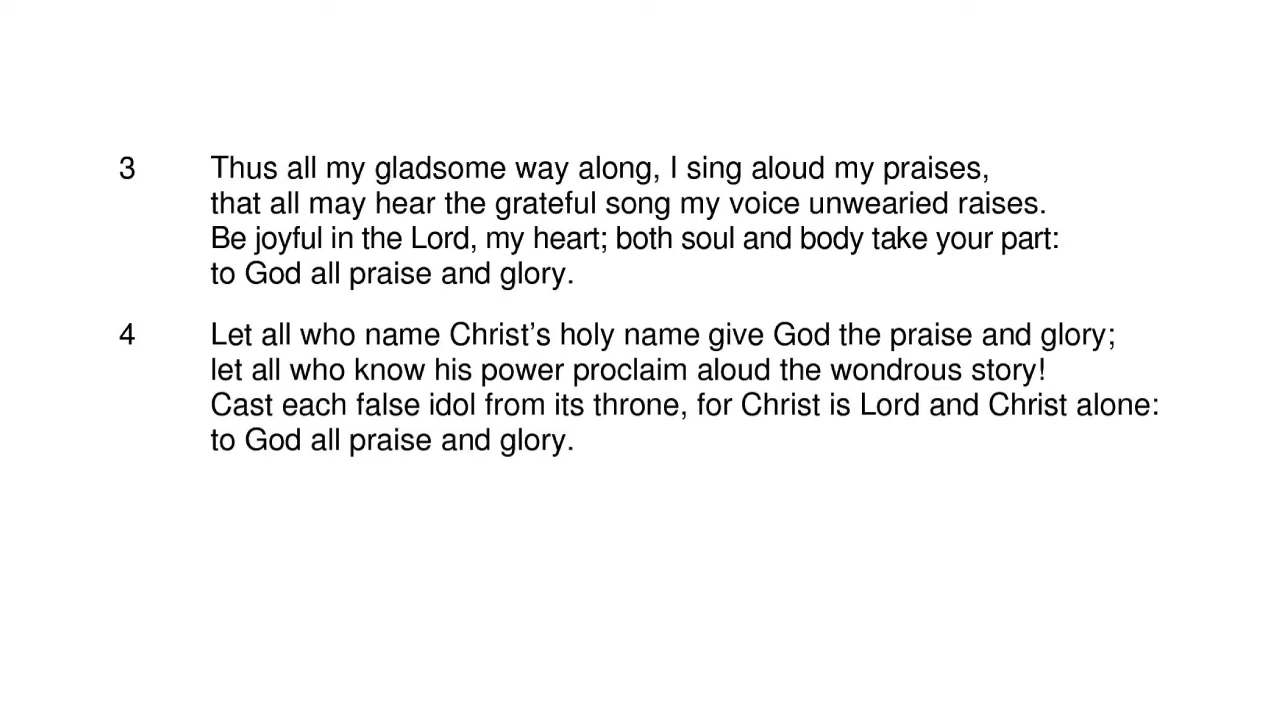 3 Thus all my gladsome way along, I sing aloud my praises,
that all may hear the grateful song my voice unwearied raises.
Be joyful in the Lord, my heart; both soul and body take your part:
to God all praise and glory.
4 Let all who name Christ’s holy name give God the praise and glory;
let all who know his power proclaim aloud the wondrous story!
Cast each false idol from its throne, for Christ is Lord and Christ alone:
to God all praise and glory.